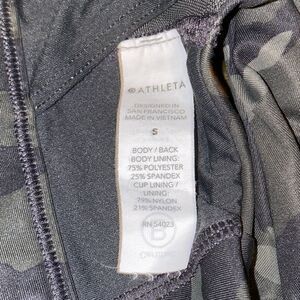 ATHLETA
DESIGNED IN
SAN FRANCISCO
MADE IN VIETNAM
S
BODY / BACK
BODY LINING:
75% POLYESTER
25% SPANDEX
CUP LINING /
LINING:
79% NYLON
21% SPANDEX
RN 54023
B